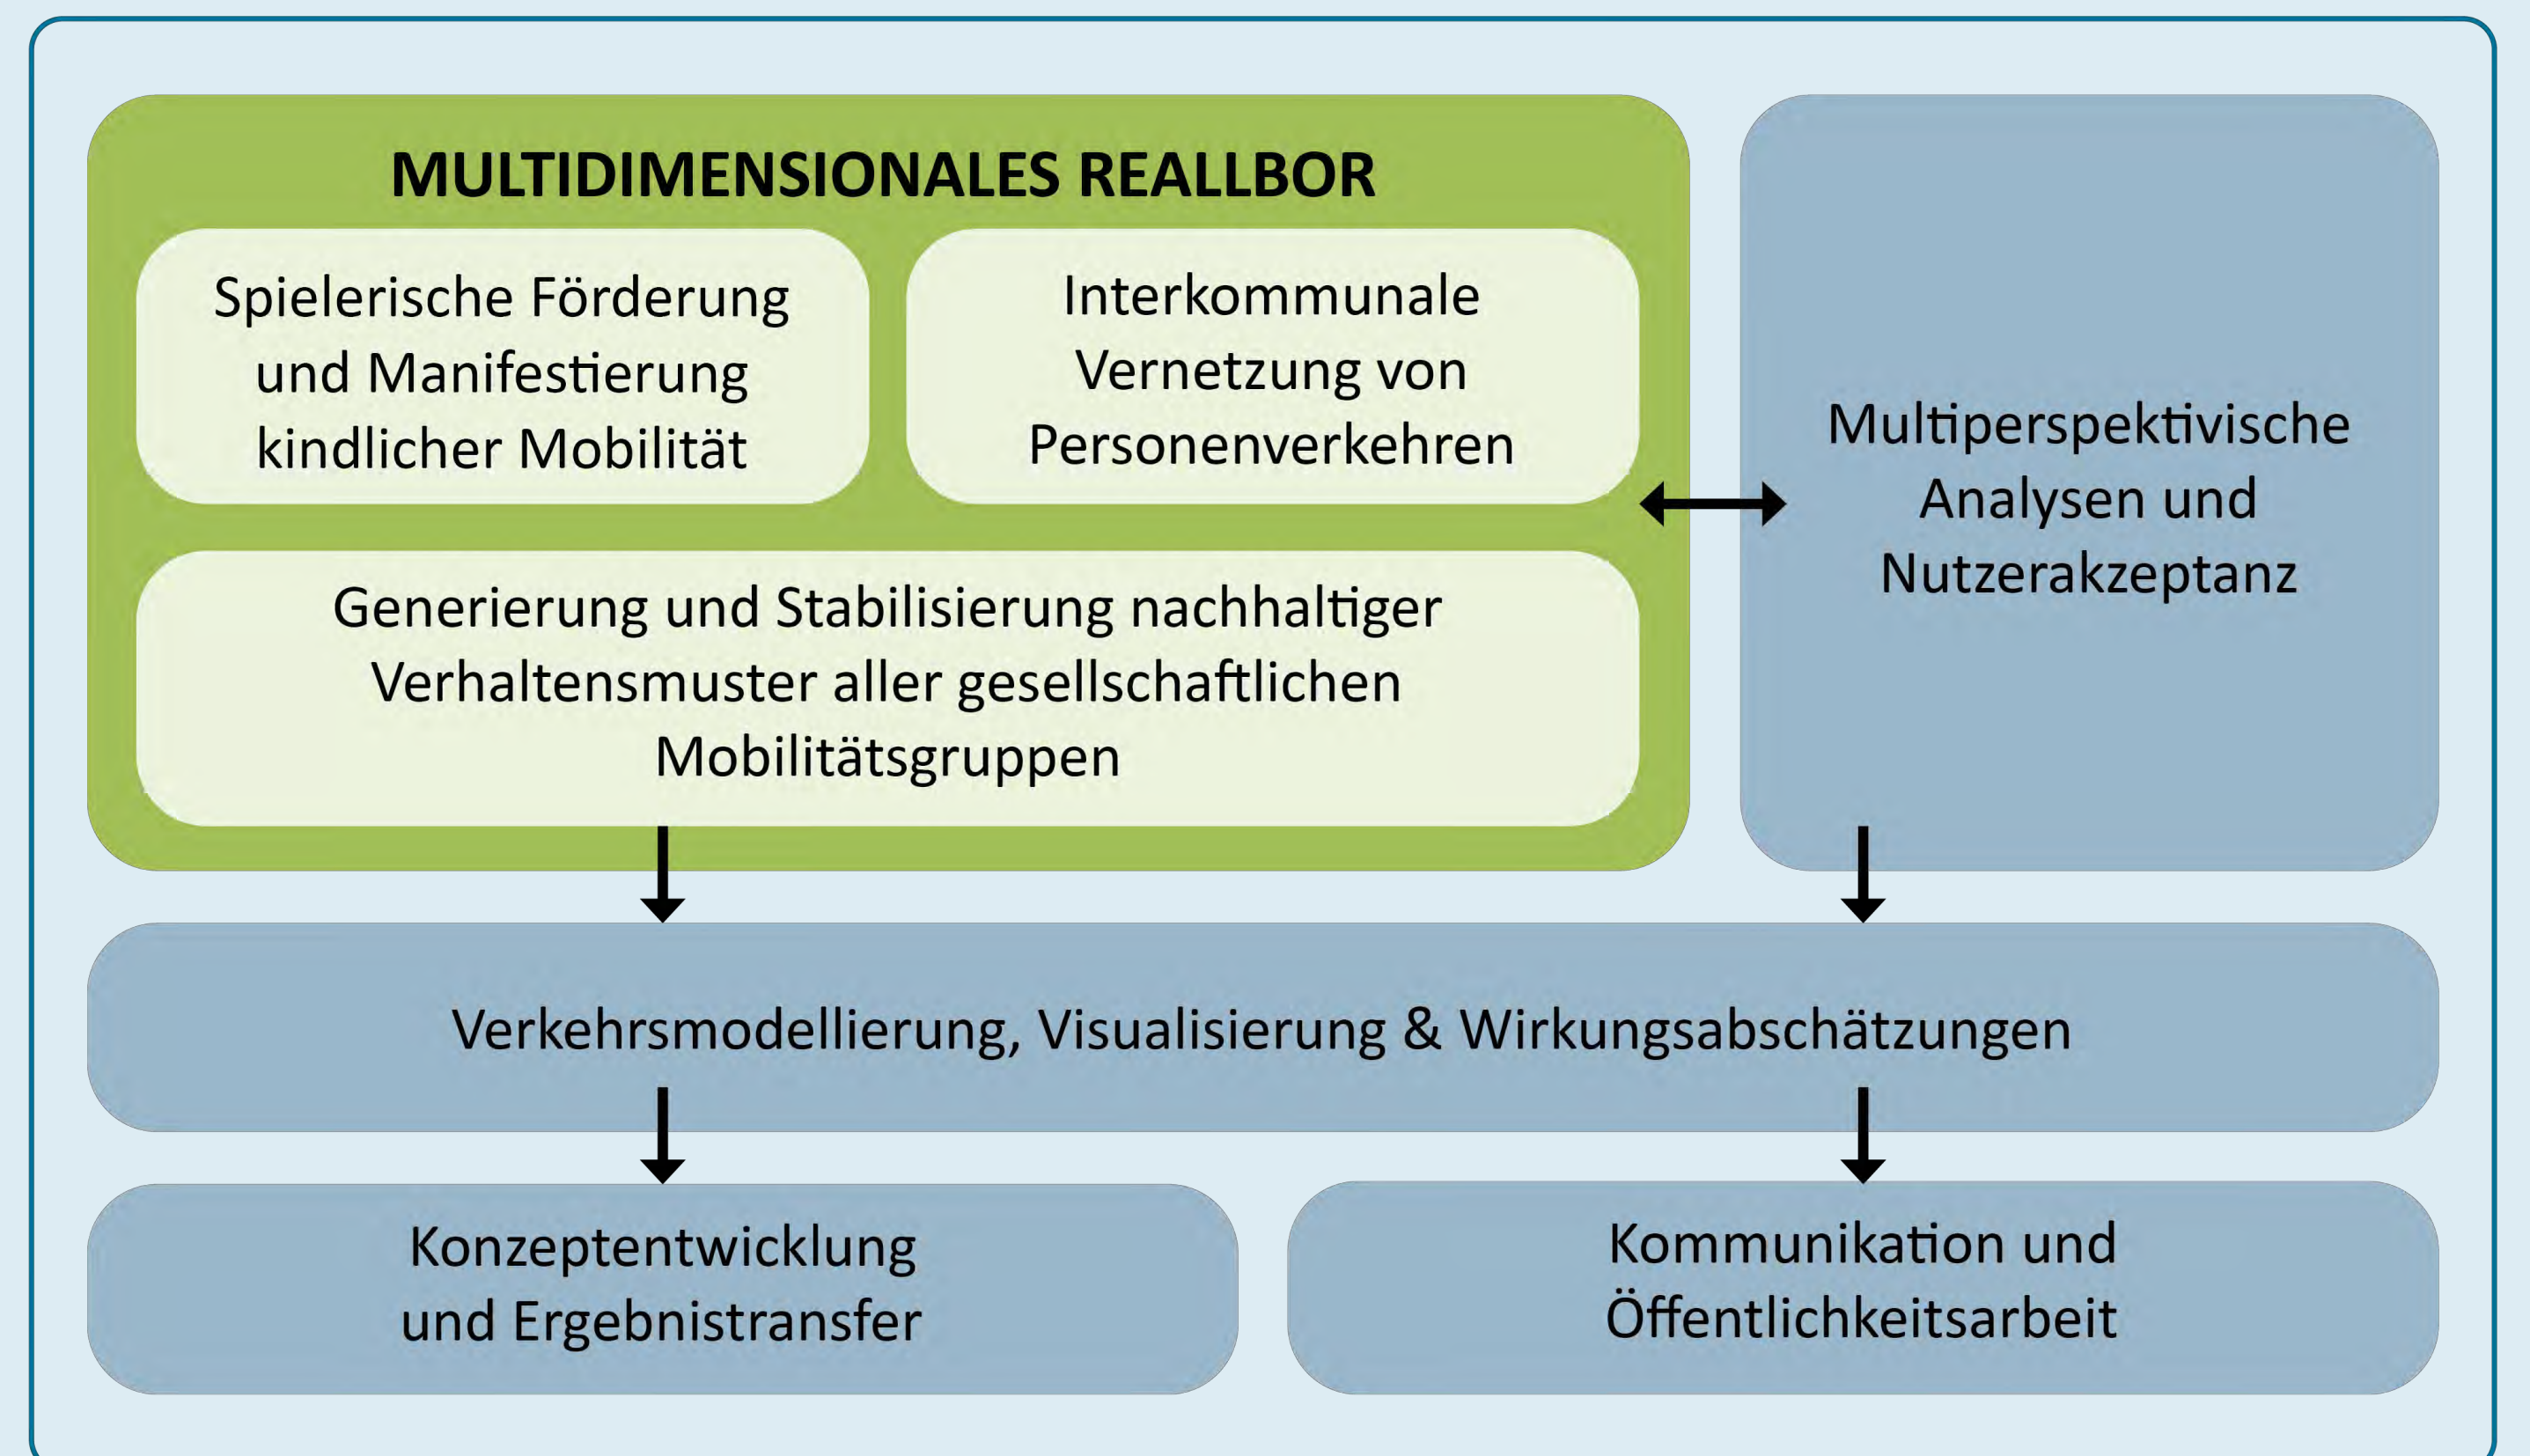 MULTIDIMENSIONALES REALLBOR
Spielerische Förderung
und Manifestierung
kindlicher Mobilität
Interkommunale
Vernetzung von
Personenverkehren
Generierung und Stabilisierung nachhaltiger
Verhaltensmuster aller gesellschaftlichen
Mobilitätsgruppen
Multiperspektivische
Analysen und
Nutzerakzeptanz
Verkehrsmodellierung, Visualisierung & Wirkungsabschätzungen
Konzeptentwicklung
und Ergebnistransfer
Kommunikation und
Öffentlichkeitsarbeit